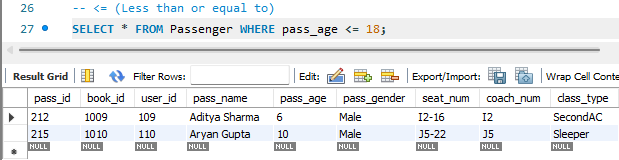 26 -- <= (Less than or equal to)
27 SELECT * FROM Passenger WHERE pass_age <= 18;
Result Grid Filter Rows: Edit: Export/Import: Wrap Cell Conte
pass_id book_id user_id pass_name pass_age pass_gender seat_num coach_num class_type
212 1009 109 Aditya Sharma 6 Male I2-16 I2 SecondAC
215 1010 110 Aryan Gupta 10 Male J5-22 J5 Sleeper
NULL NULL NULL NULL NULL NULL NULL NULL NULL